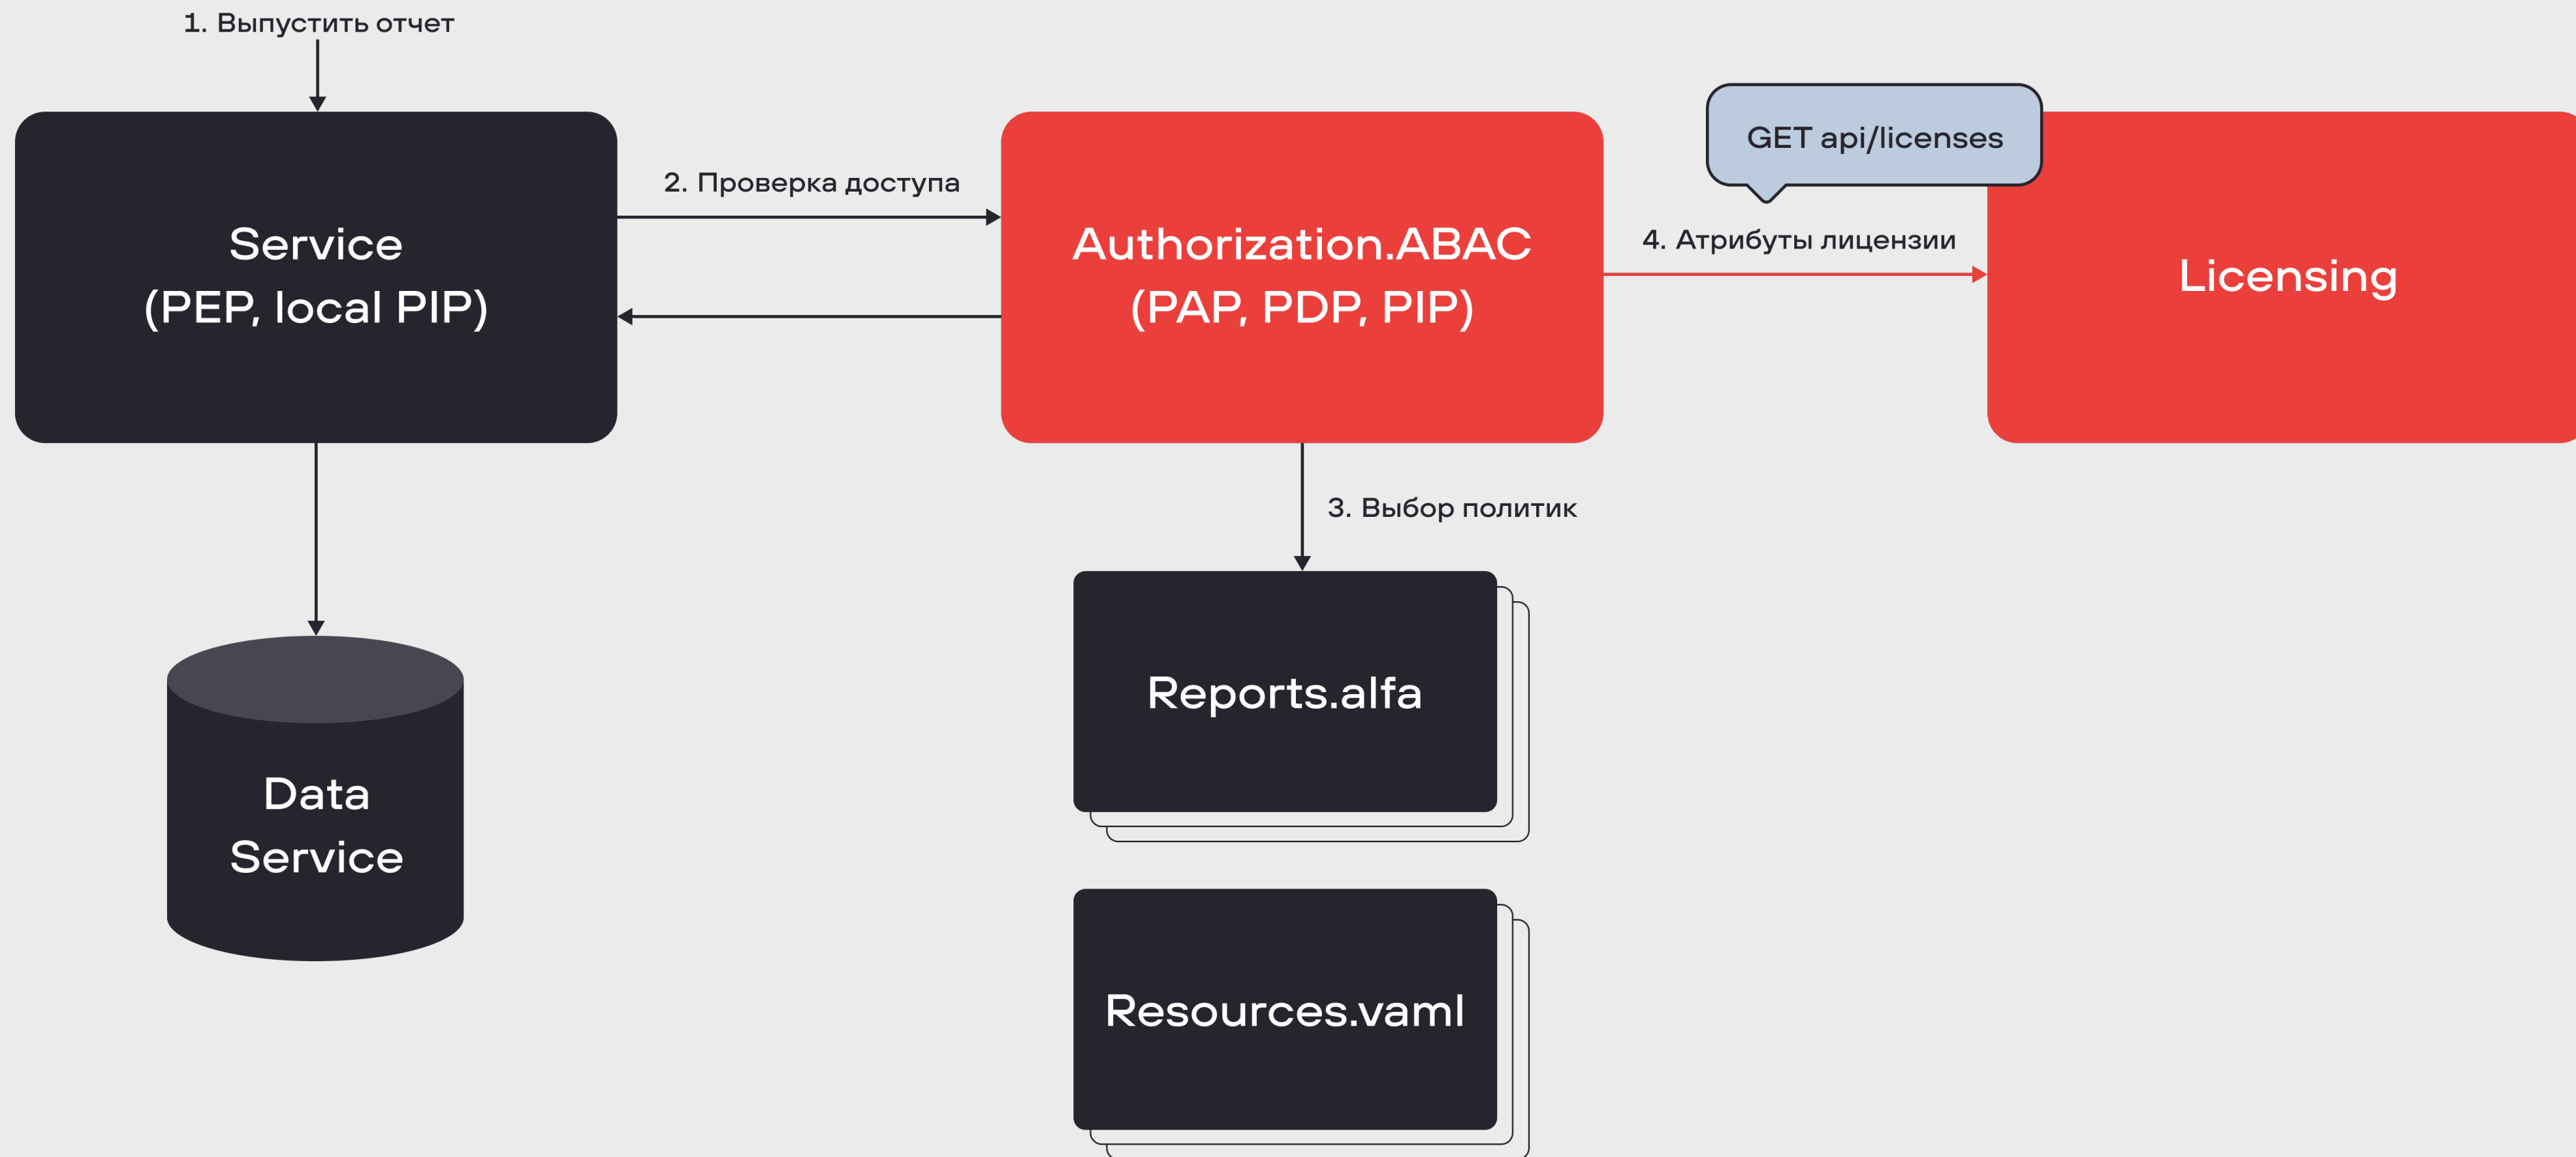 1. Выпустить отчет
Service
(PEP, local PIP)
2. Проверка доступа
Authorization.ABAC
(PAP, PDP, PIP)
GET api/licenses
4. Атрибуты лицензии
Licensing
3. Выбор политик
Reports.alfa
Data
Service
Resources.vaml